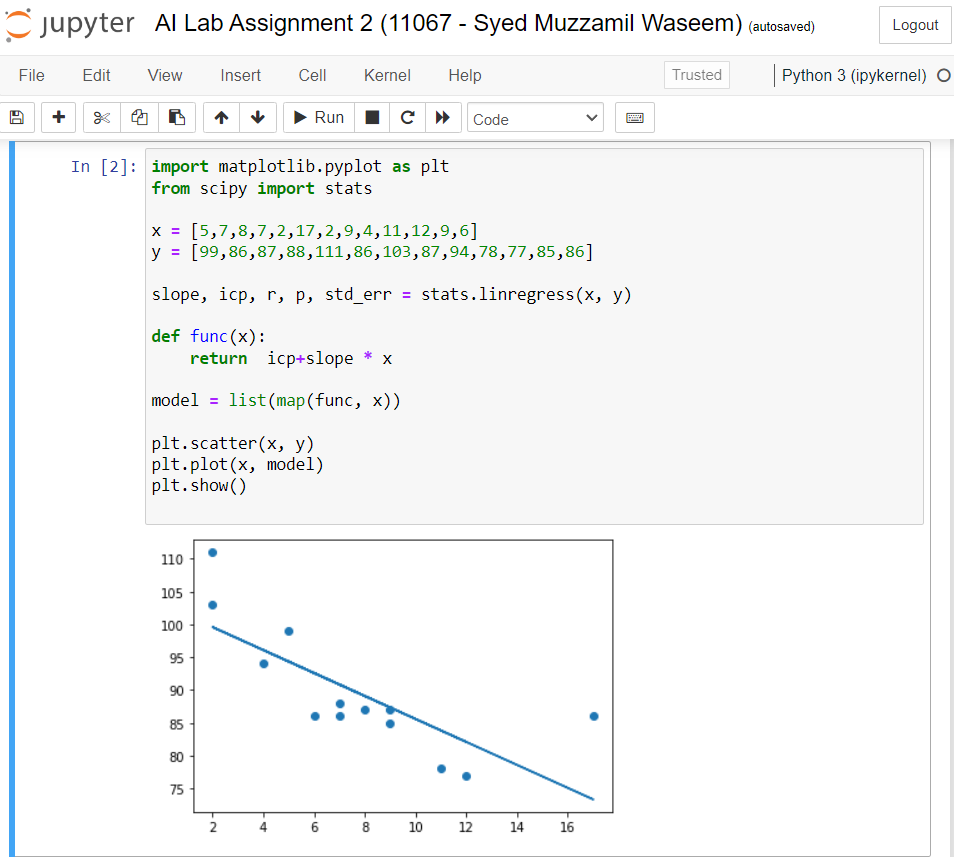 jupyter AI Lab Assignment 2 (11067 - Syed Muzzamil Waseem) (autosaved) Logout
File Edit View Insert Cell Kernel Help Trusted Python 3 (ipykernel)
Run Code
In [2]: import matplotlib.pyplot as plt
from scipy import stats
x = [5,7,8,7,2,17,2,9,4,11,12,9,6]
y = [99,86,87,88,111,86,103,87,94,78,77,85,86]
slope, icp, r, p, std_err = stats.linregress(x, y)
def func(x):
    return  icp+slope * x
model = list(map(func, x))
plt.scatter(x, y)
plt.plot(x, model)
plt.show()
110
105
100
95
90
85
80
75
2 4 6 8 10 12 14 16